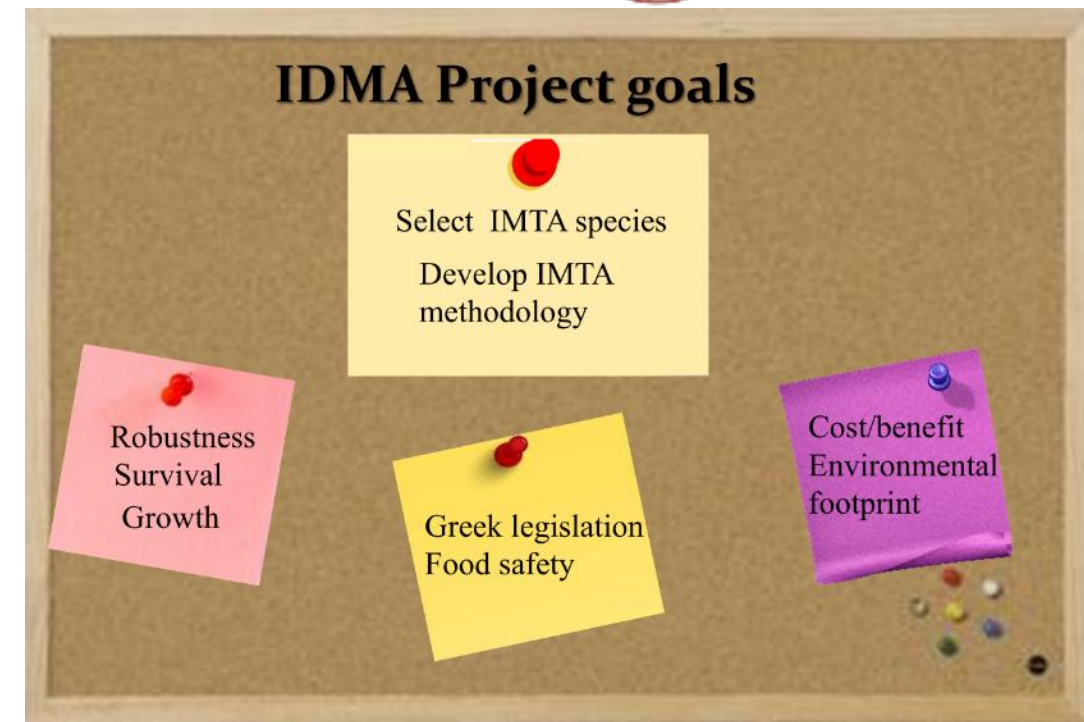 IDMA Project goals
Select IMTA species
Develop IMTA
methodology
Robustness
Survival
Growth
Greek legislation
Food safety
Cost/benefit
Environmental
footprint